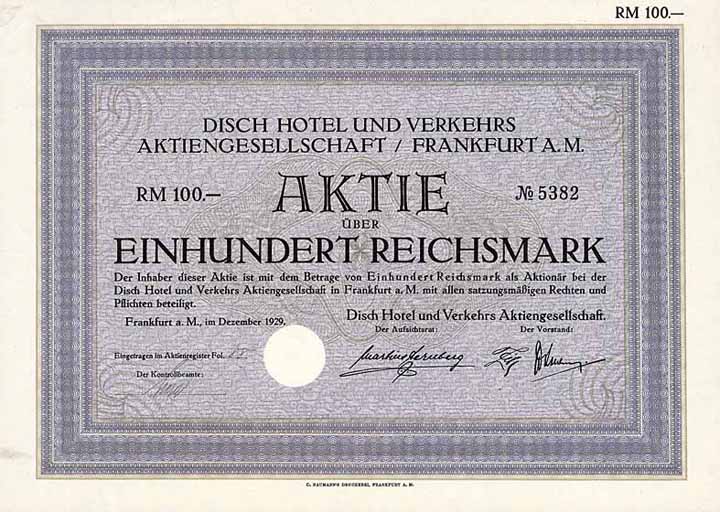 RM 100.—
DISCH HOTEL UND VERKEHRS
AKTIENGESELLSCHAFT / FRANKFURT A.M.
RM 100.— AKTIE № 5382
ÜBER
EINHUNDERT REICHSMARK
Der Inhaber dieser Aktie ist mit dem Betrage von Einhundert Reichsmark als Aktionär bei der
Disch Hotel und Verkehrs Aktiengesellschaft in Frankfurt a. M. mit allen satzungsmäßigen Rechten und
Pflichten beteiligt.
Frankfurt a. M., im Dezember 1929.
Disch Hotel und Verkehrs Aktiengesellschaft.
Der Aufsichtsrat: Der Vorstand:
Eingetragen im Aktienregister Fol.
Der Kontrollbeamte:
C. NAUMANN'S DRUCKEREI, FRANKFURT A. M.